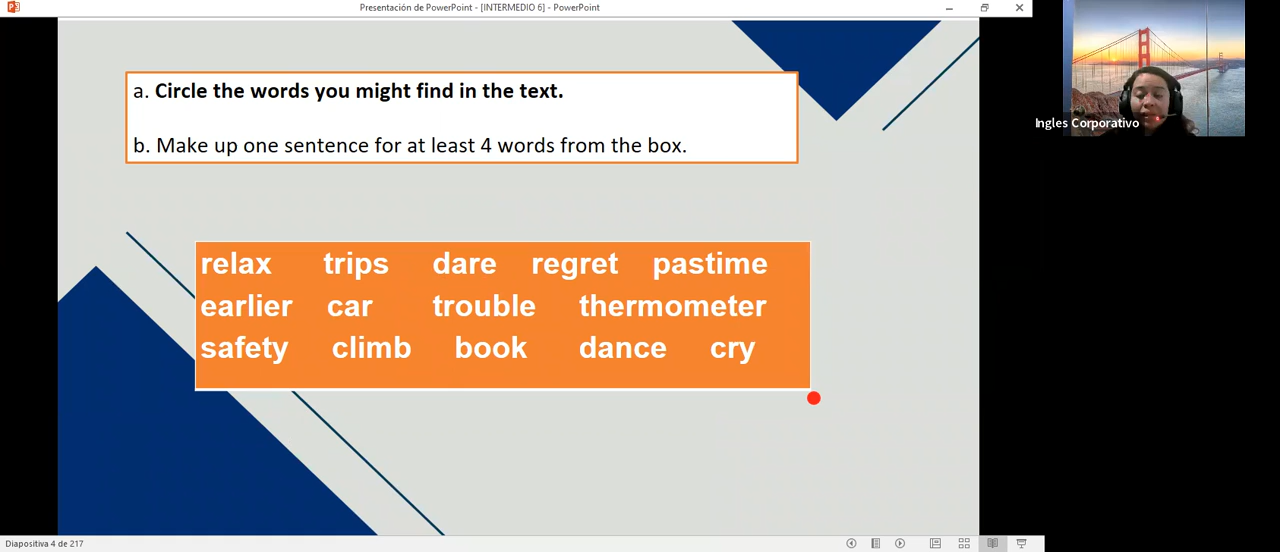 Presentación de PowerPoint - [INTERMEDIO 6] - PowerPoint
a. Circle the words you might find in the text.
b. Make up one sentence for at least 4 words from the box.
relax trips dare regret pastime
earlier car trouble thermometer
safety climb book dance cry
Ingles Corporativo
Diapositiva 4 de 217